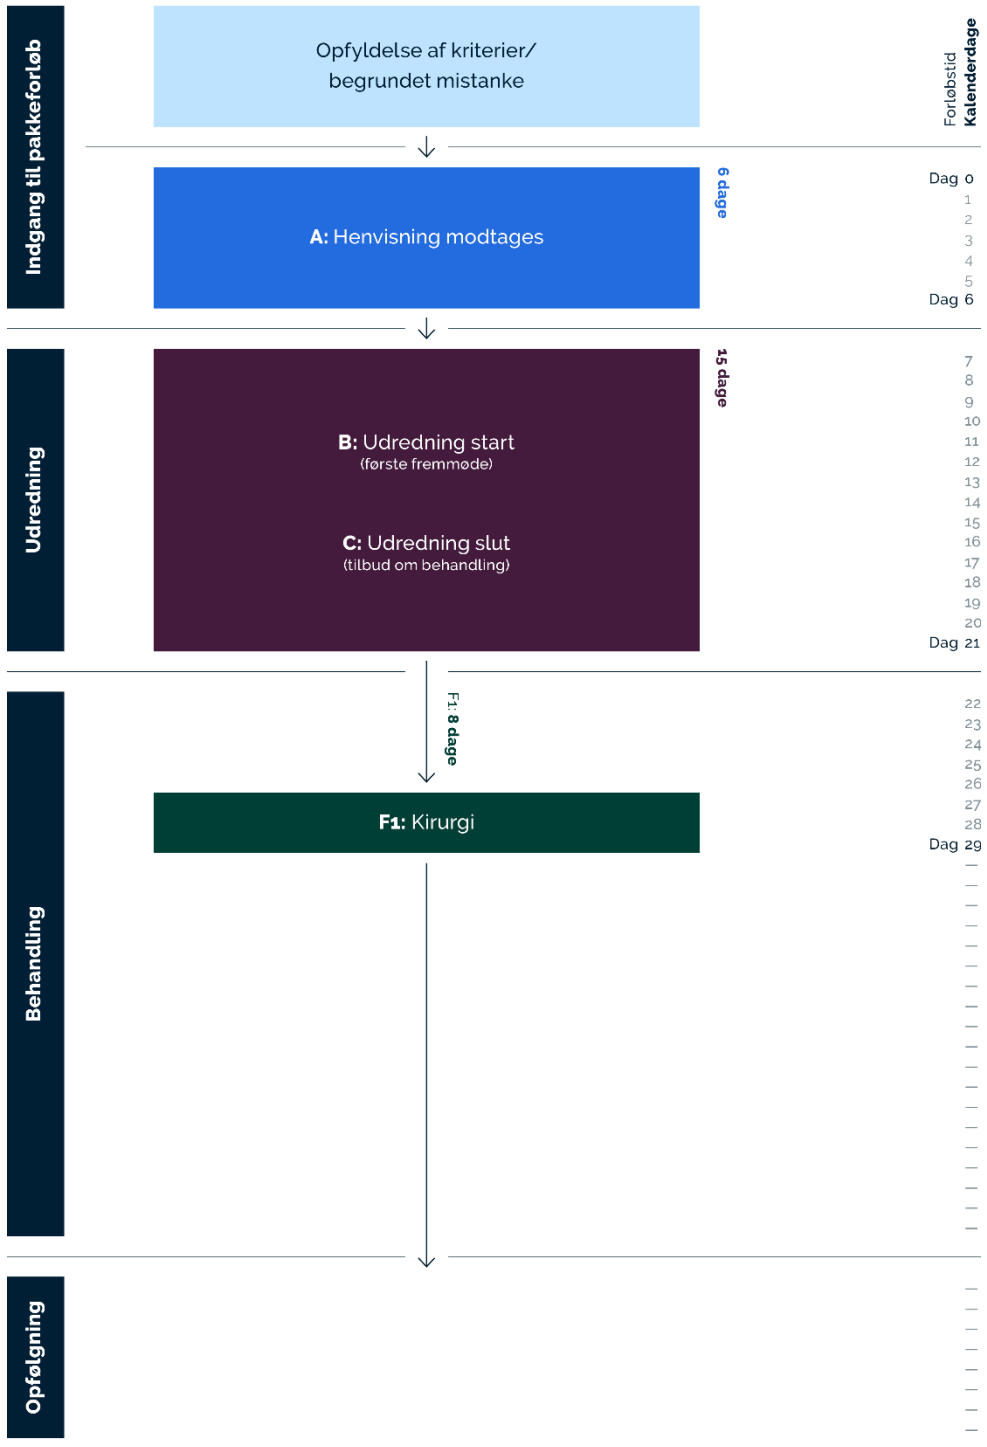 Indgang til pakkeforløb
Opfyldelse af kriterier/
begrundet mistanke
Forløbstid
Kalenderdage
A: Henvisning modtages
6 dage
Dag 0
1
2
3
4
5
Dag 6
Udredning
B: Udredning start
(første fremmøde)
C: Udredning slut
(tilbud om behandling)
15 dage
7
8
9
10
11
12
13
14
15
16
17
18
19
20
Dag 21
Behandling
F1: 8 dage
F1: Kirurgi
22
23
24
25
26
27
28
Dag 29
Opfølgning